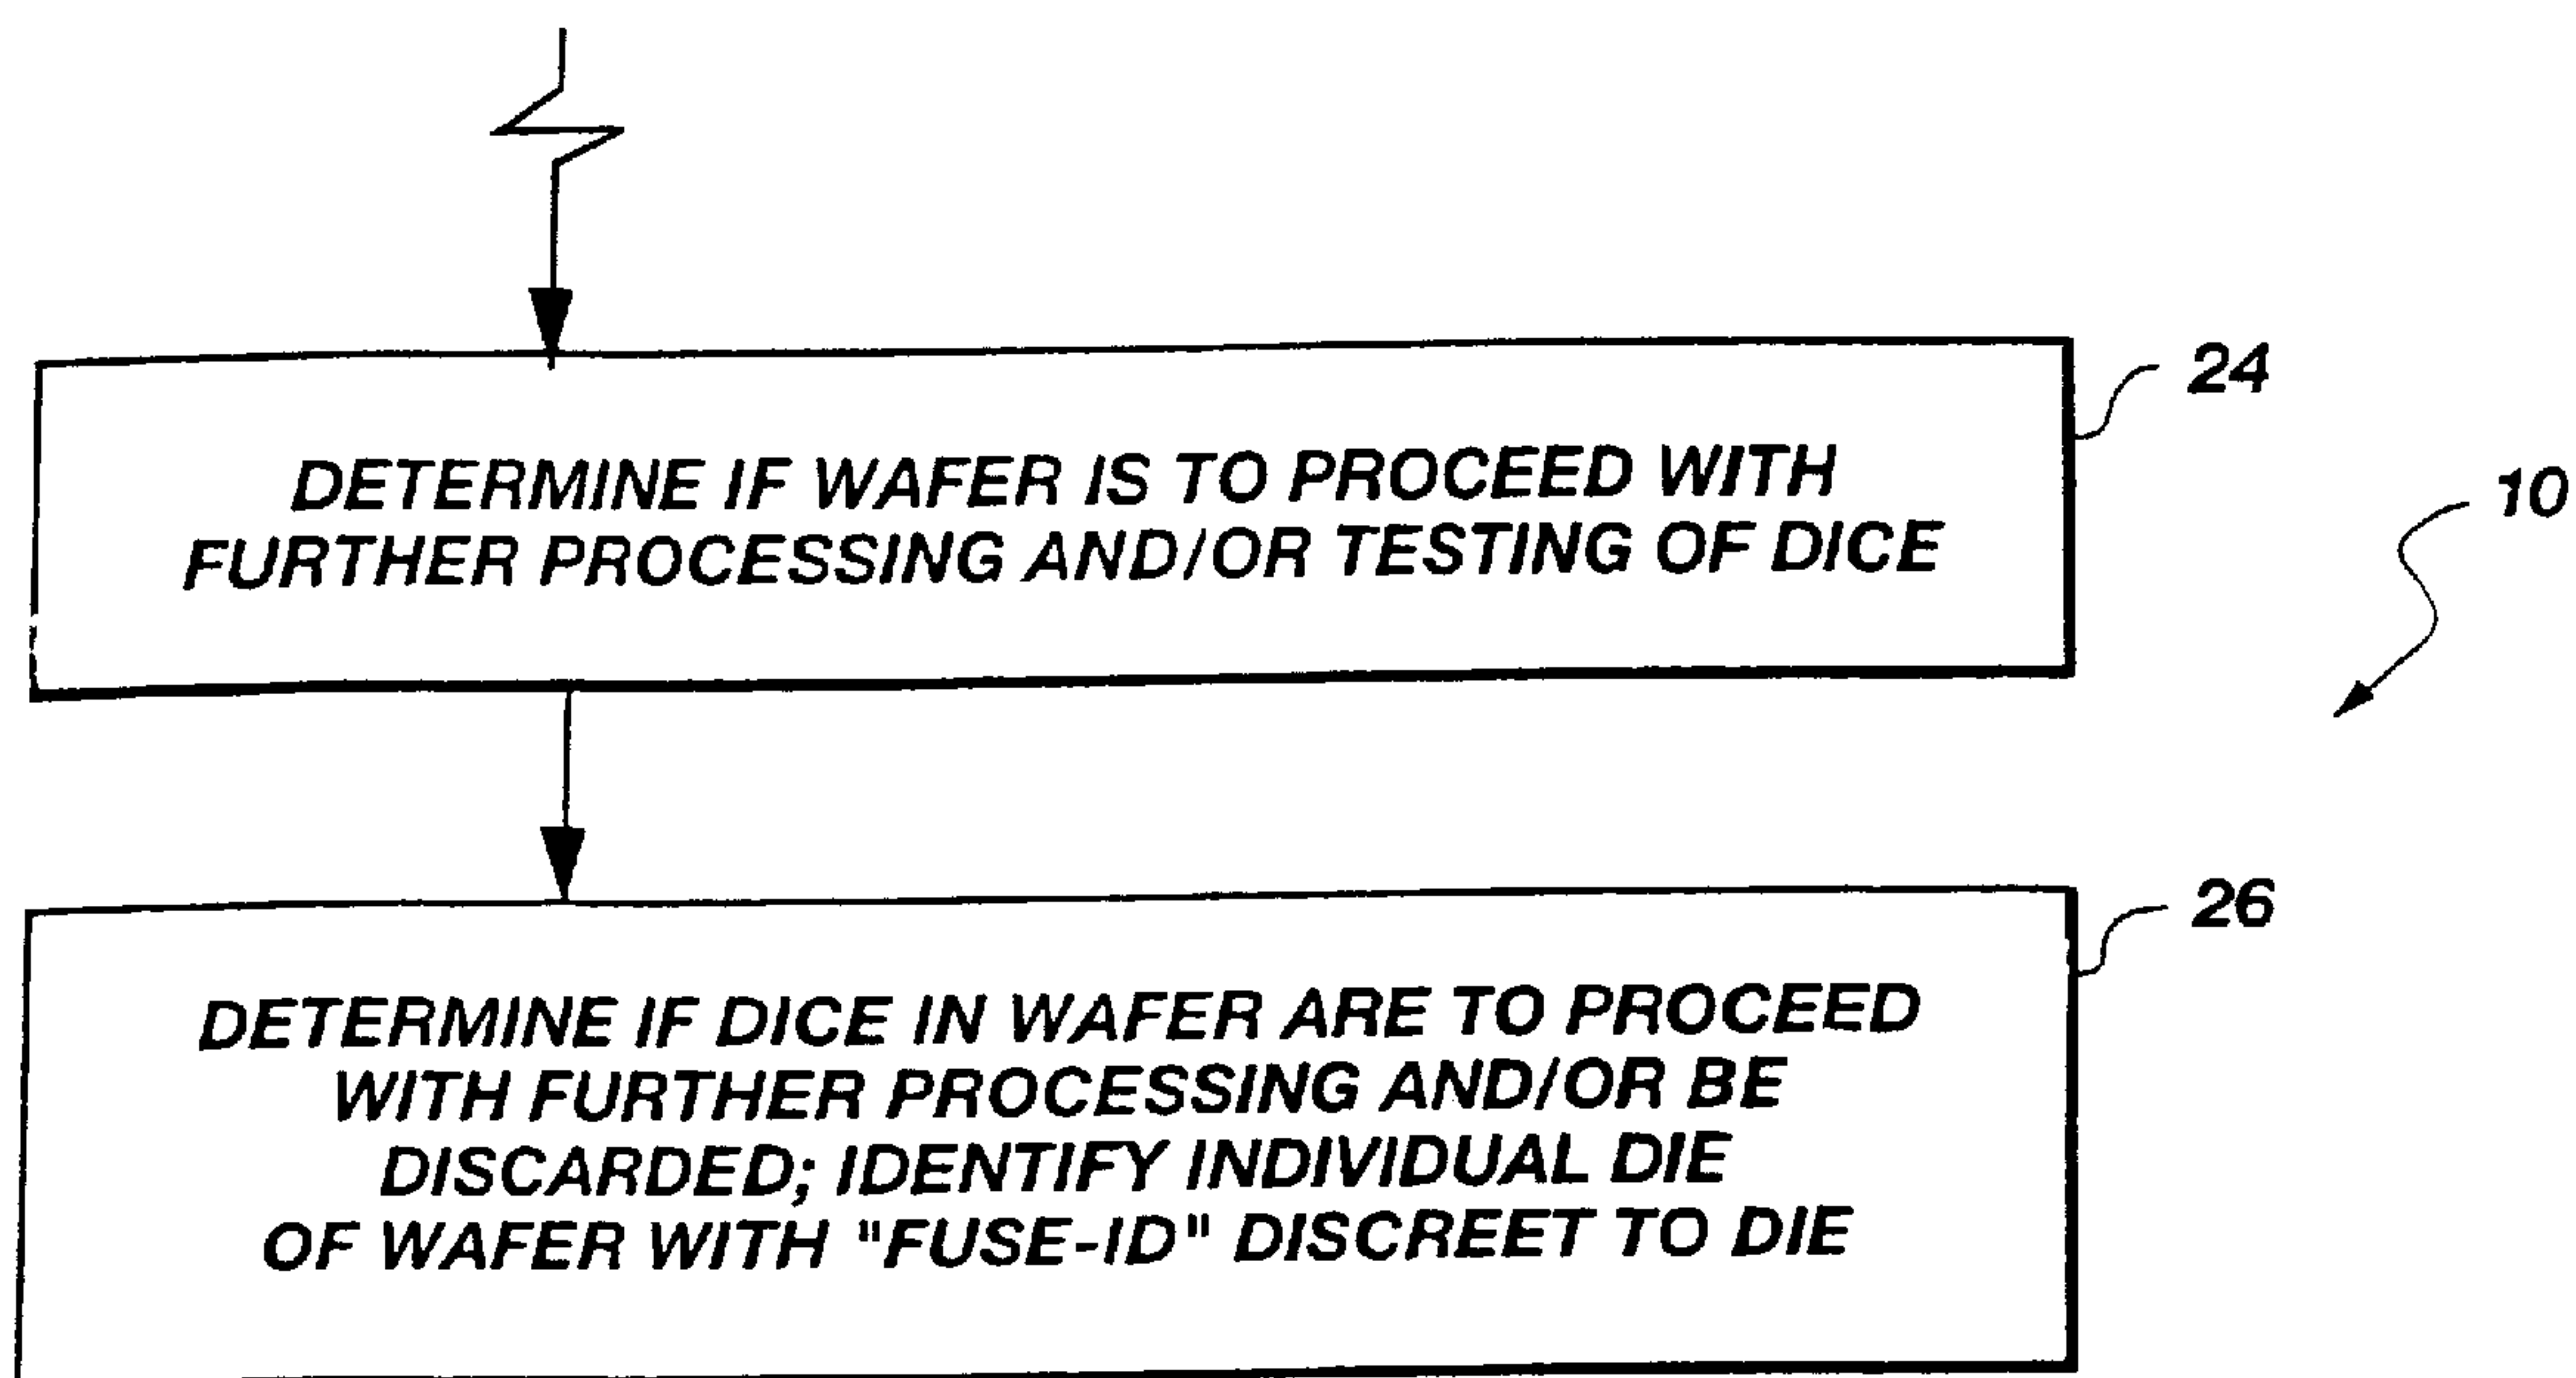 24
DETERMINE IF WAFER IS TO PROCEED WITH
FURTHER PROCESSING AND/OR TESTING OF DICE
10
26
DETERMINE IF DICE IN WAFER ARE TO PROCEED
WITH FURTHER PROCESSING AND/OR BE
DISCARDED; IDENTIFY INDIVIDUAL DIE
OF WAFER WITH "FUSE-ID" DISCREET TO DIE